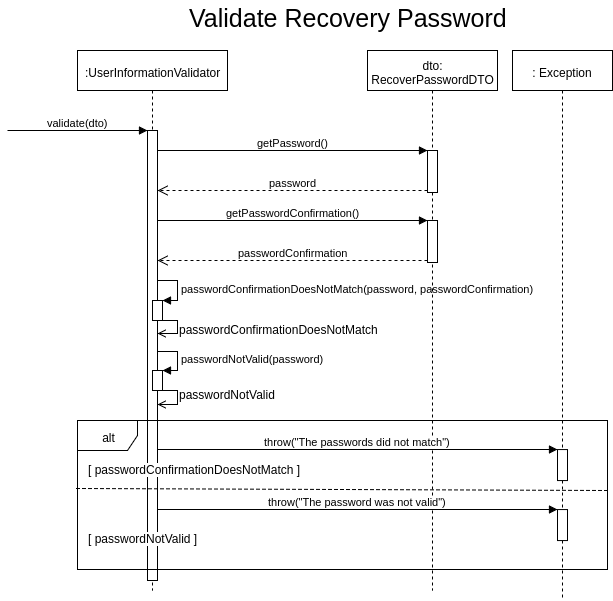 Validate Recovery Password
:UserInformationValidator
dto:
RecoverPasswordDTO
: Exception
validate(dto)
getPassword()
password
getPasswordConfirmation()
passwordConfirmation
passwordConfirmationDoesNotMatch(password, passwordConfirmation)
passwordConfirmationDoesNotMatch
passwordNotValid(password)
passwordNotValid
alt
throw("The passwords did not match")
[ passwordConfirmationDoesNotMatch ]
throw("The password was not valid")
[ passwordNotValid ]